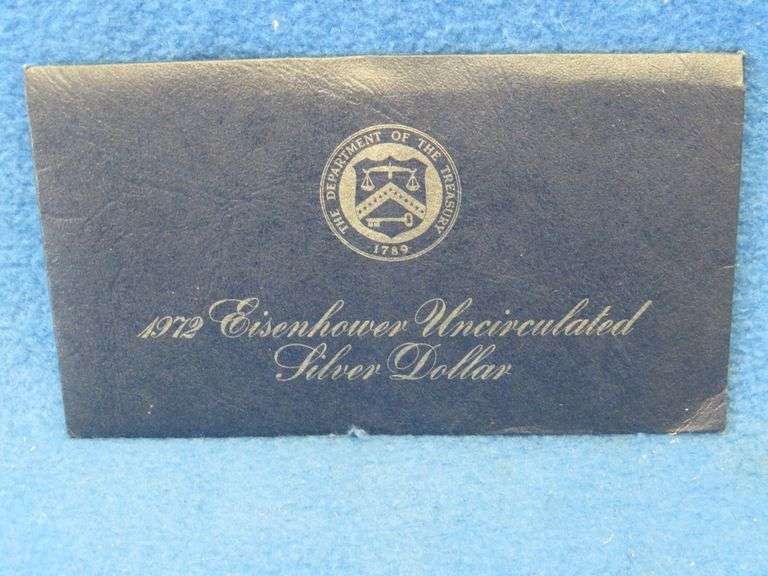 THE DEPARTMENT OF THE TREASURY
1789
1972 Eisenhower Uncirculated
Silver Dollar